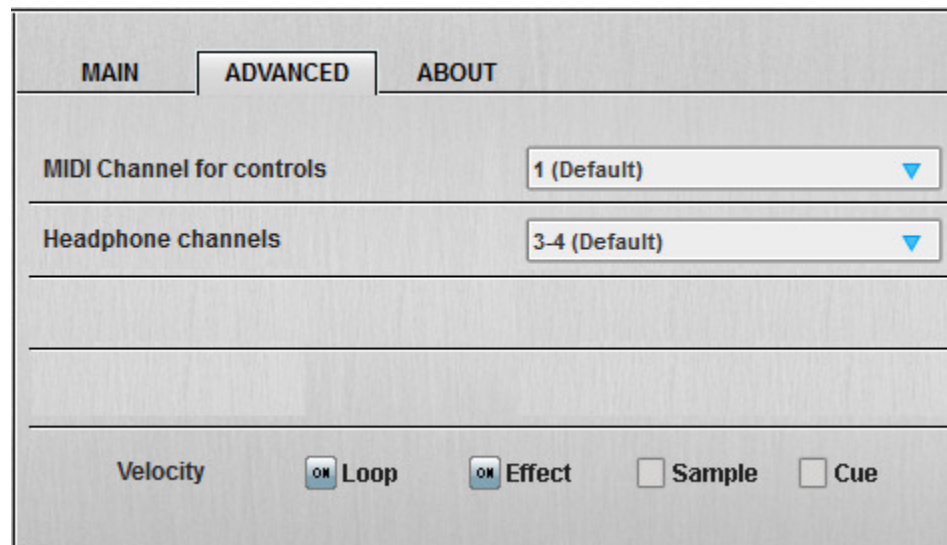 MAIN ADVANCED ABOUT
MIDI Channel for controls 1 (Default)
Headphone channels 3-4 (Default)
Velocity ON Loop ON Effect Sample Cue